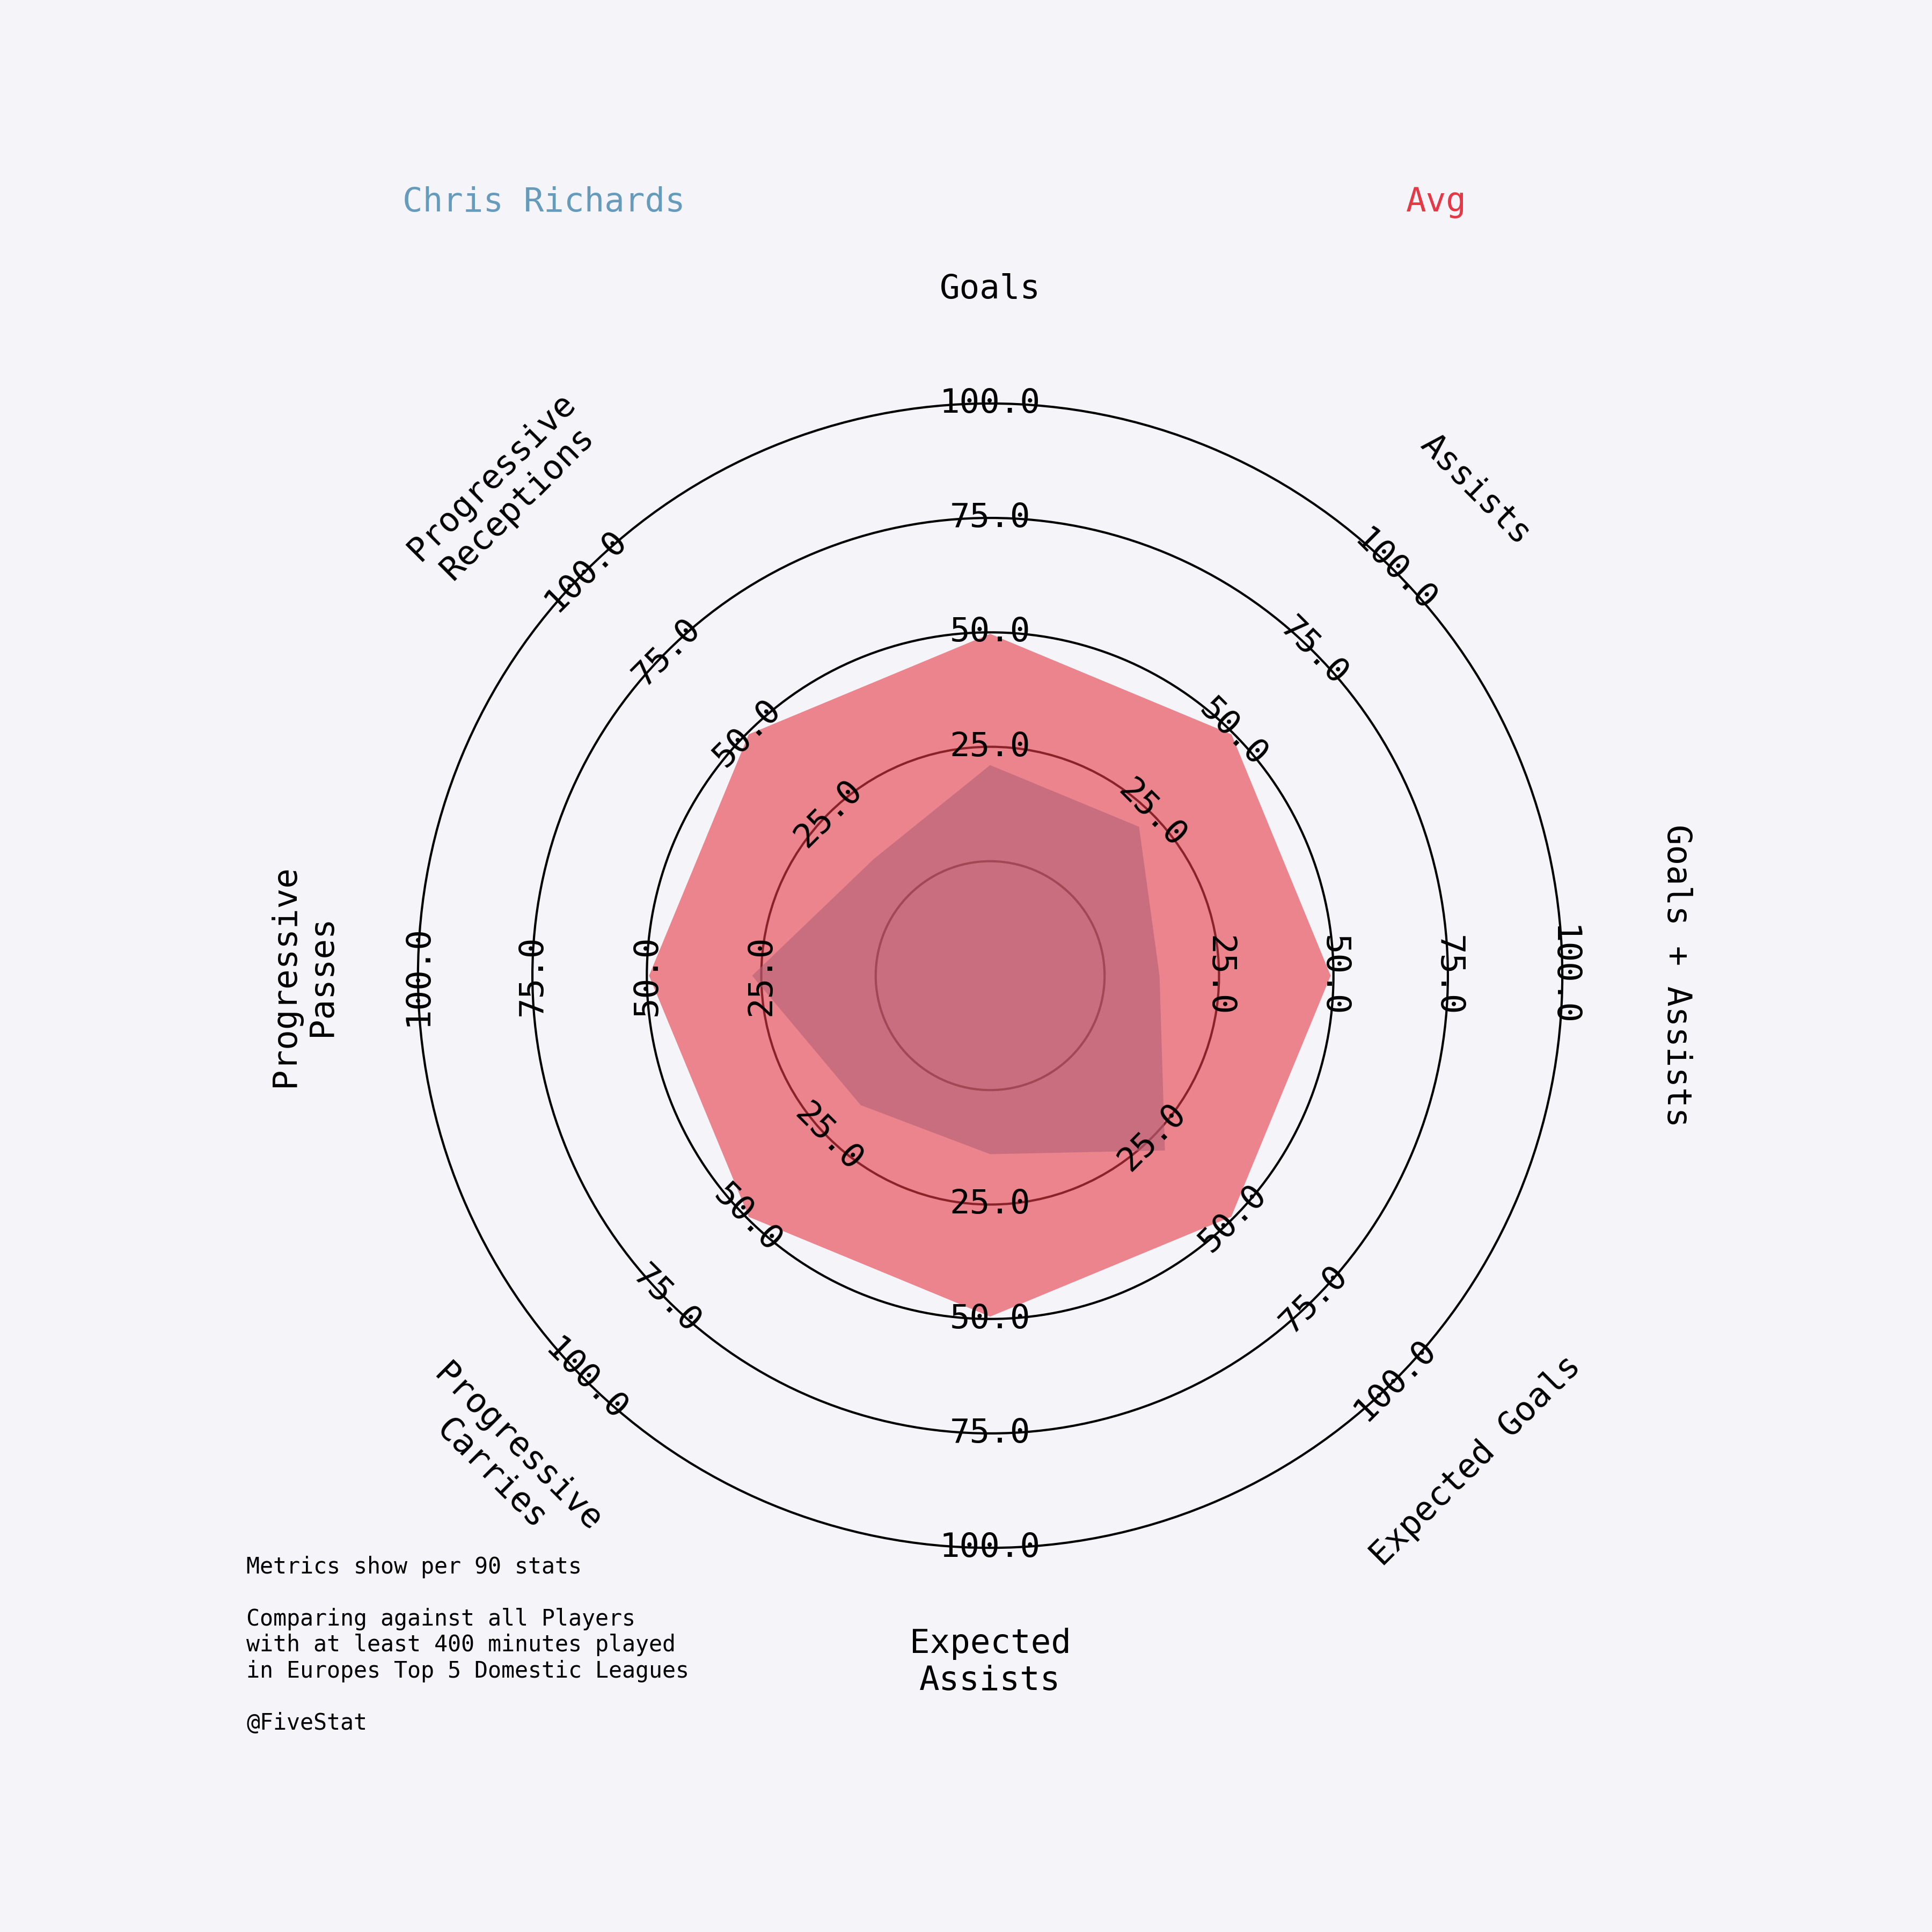 Chris Richards
Avg
Goals
Assists
Goals + Assists
Expected Goals
Expected
Assists
Progressive
Carries
Progressive
Passes
Progressive
Receptions
100.0
75.0
50.0
25.0
100.0
75.0
50.0
25.0
100.0
75.0
50.0
25.0
100.0
75.0
50.0
25.0
100.0
75.0
50.0
25.0
100.0
75.0
50.0
25.0
100.0
75.0
50.0
25.0
100.0
75.0
50.0
25.0
Metrics show per 90 stats
Comparing against all Players
with at least 400 minutes played
in Europes Top 5 Domestic Leagues
@FiveStat